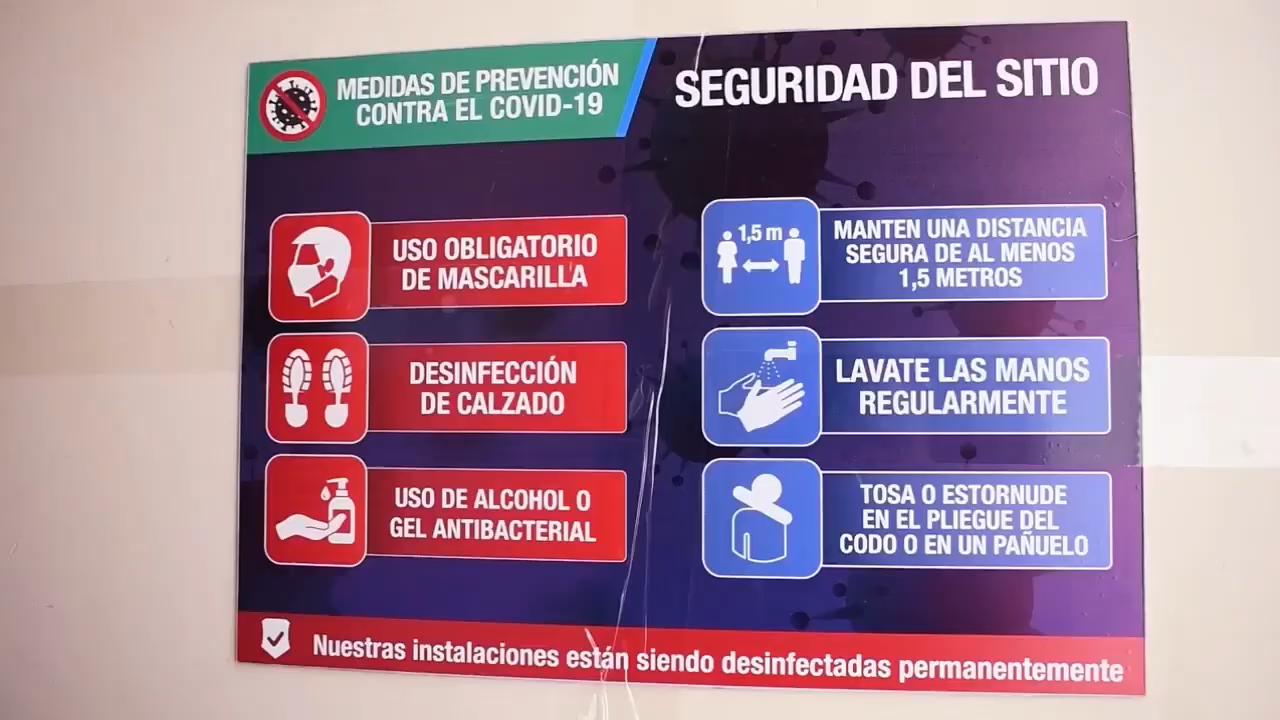 MEDIDAS DE PREVENCIÓN
CONTRA EL COVID-19
SEGURIDAD DEL SITIO
USO OBLIGATORIO
DE MASCARILLA
DESINFECCIÓN
DE CALZADO
USO DE ALCOHOL O
GEL ANTIBACTERIAL
1,5 m
MANTEN UNA DISTANCIA
SEGURA DE AL MENOS
1,5 METROS
LAVATE LAS MANOS
REGULARMENTE
TOSA O ESTORNUDE
EN EL PLIEGUE DEL
CODO O EN UN PAÑUELO
Nuestras instalaciones están siendo desinfectadas permanentemente